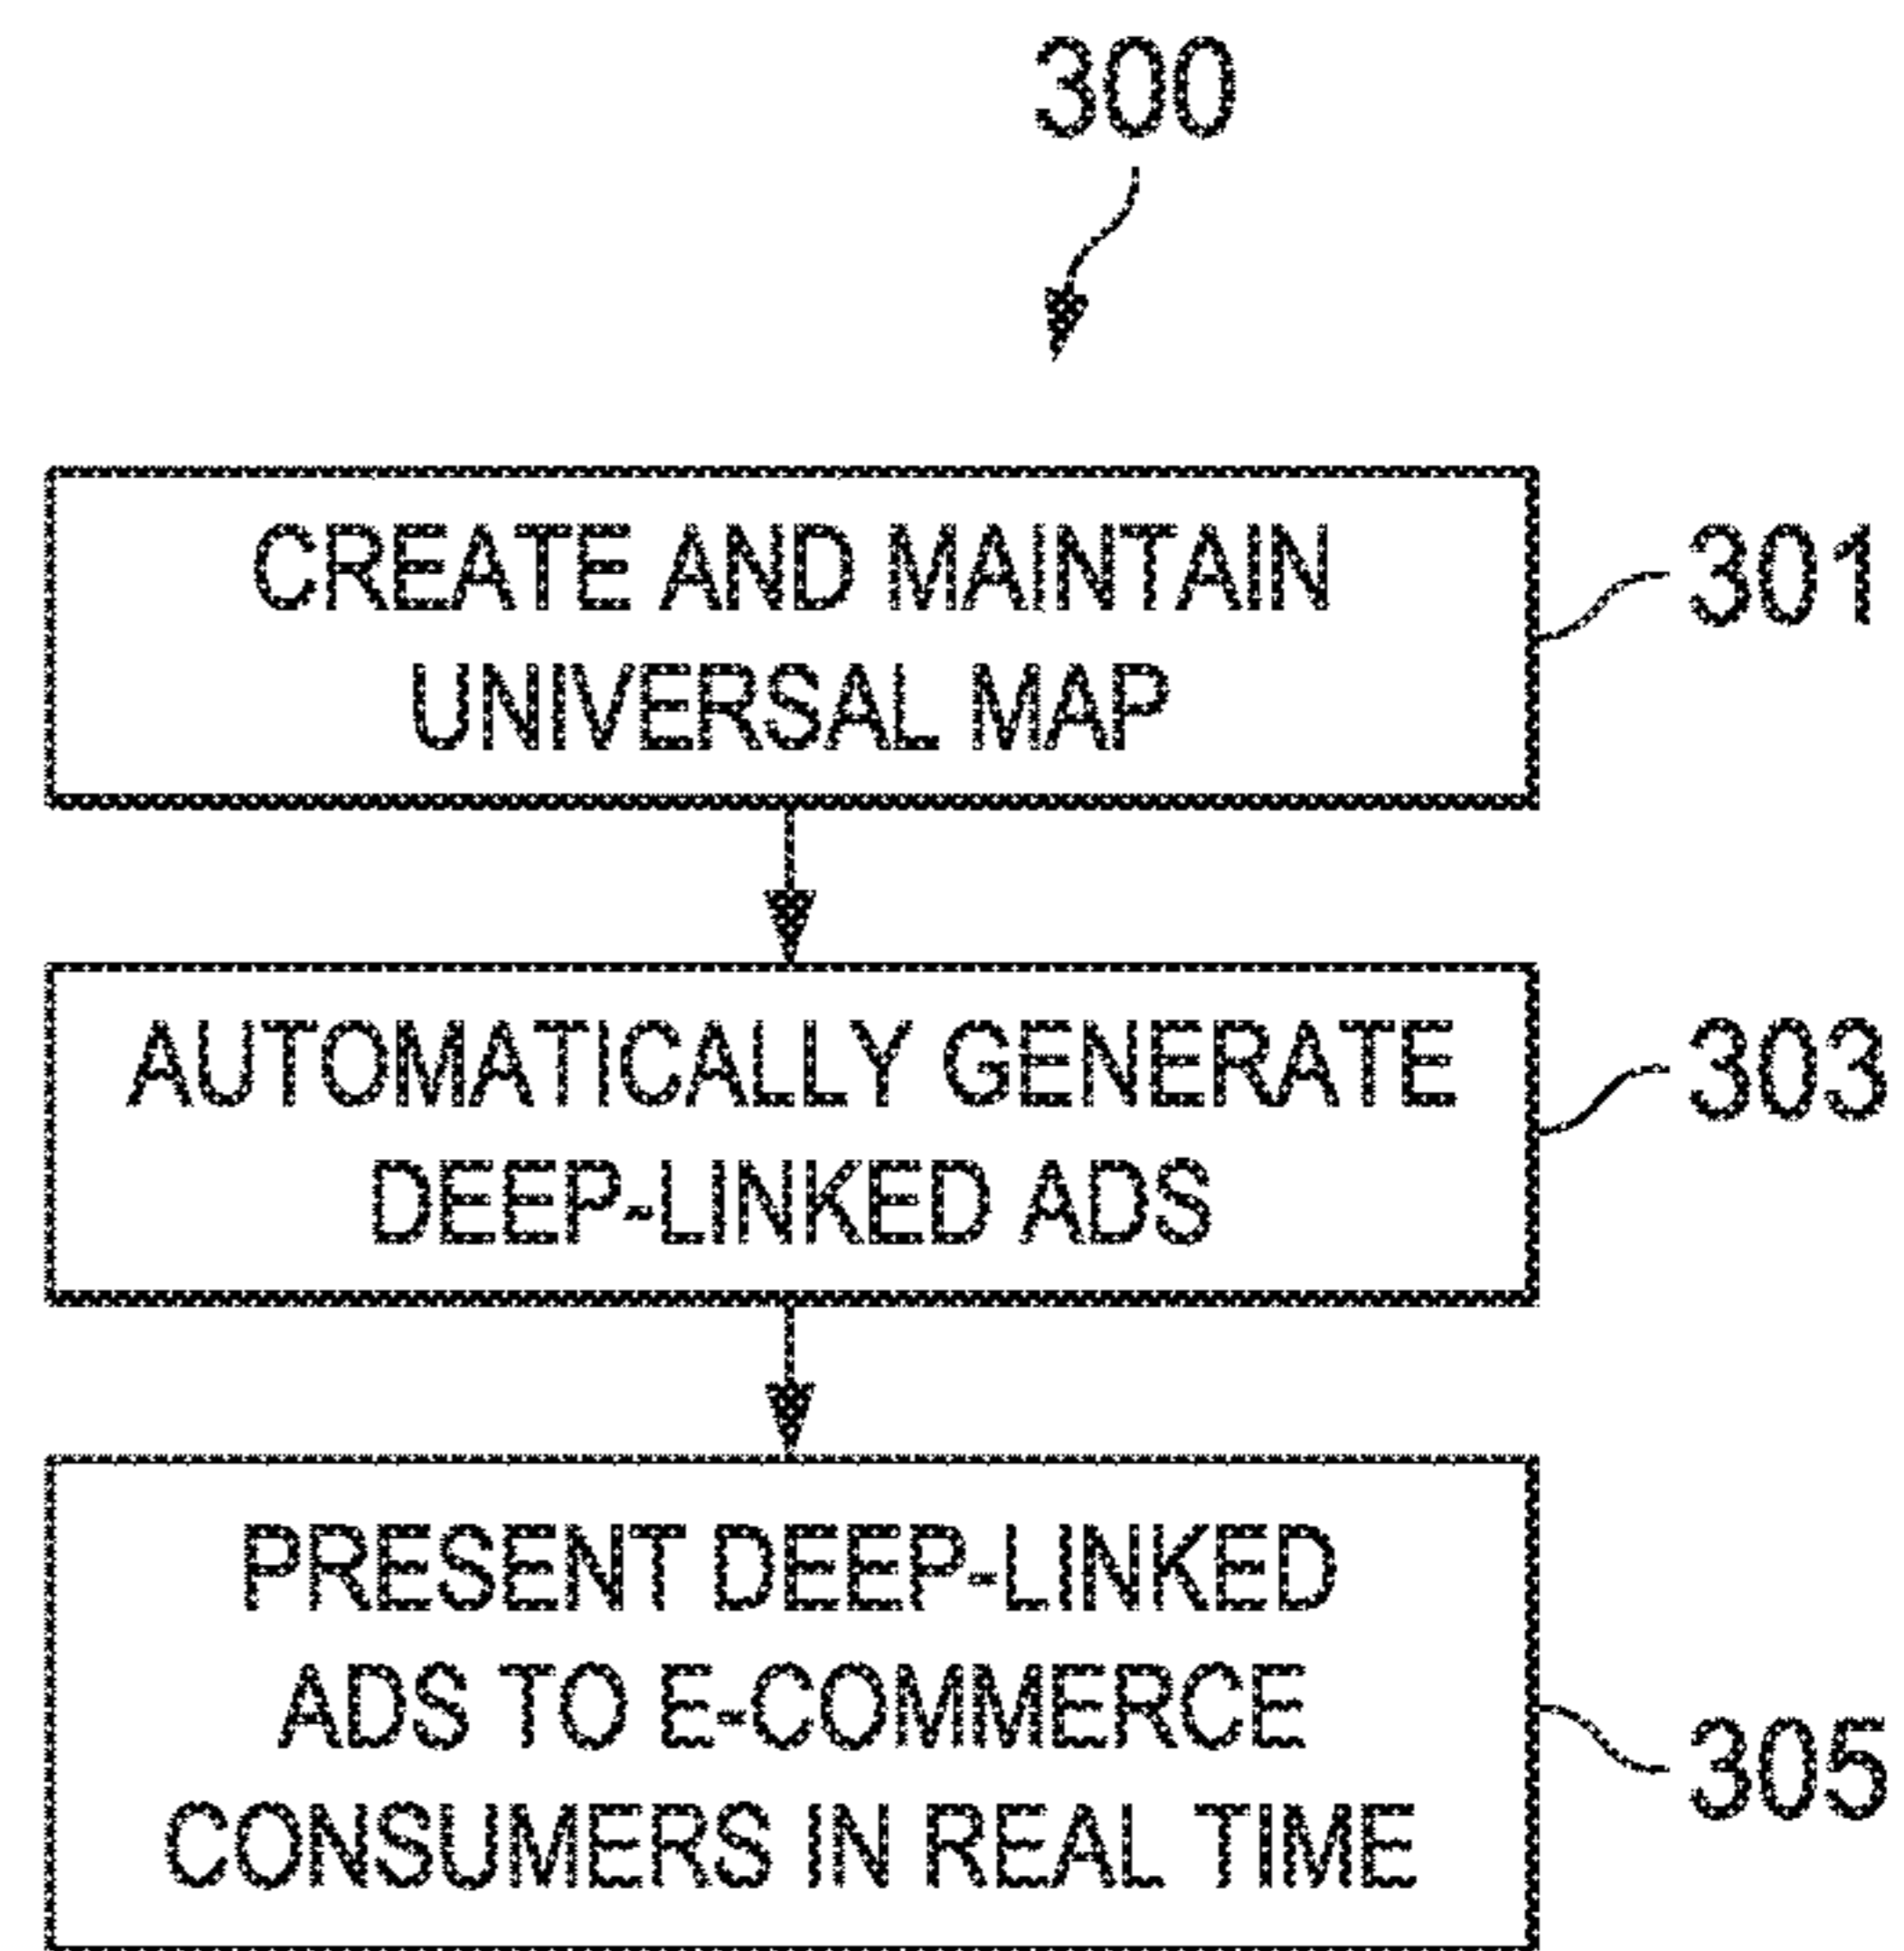 300
CREATE AND MAINTAIN
UNIVERSAL MAP
301
AUTOMATICALLY GENERATE
DEEP-LINKED ADS
303
PRESENT DEEP-LINKED
ADS TO E-COMMERCE
CONSUMERS IN REAL TIME
305